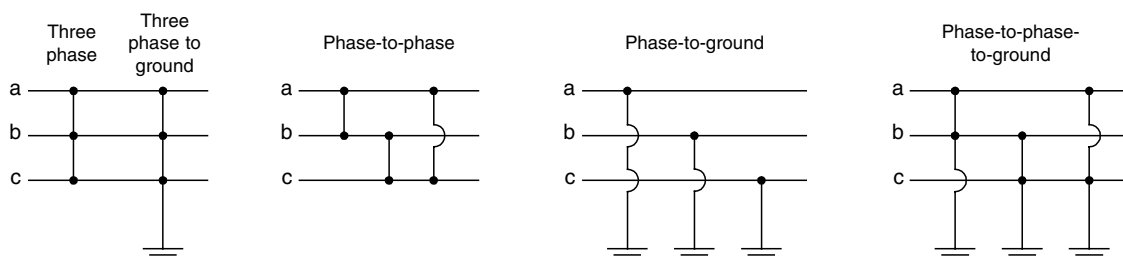 Three
phase
Three
phase to
ground
a
b
c
Phase-to-phase
a
b
c
Phase-to-ground
a
b
c
Phase-to-phase-
to-ground
a
b
c